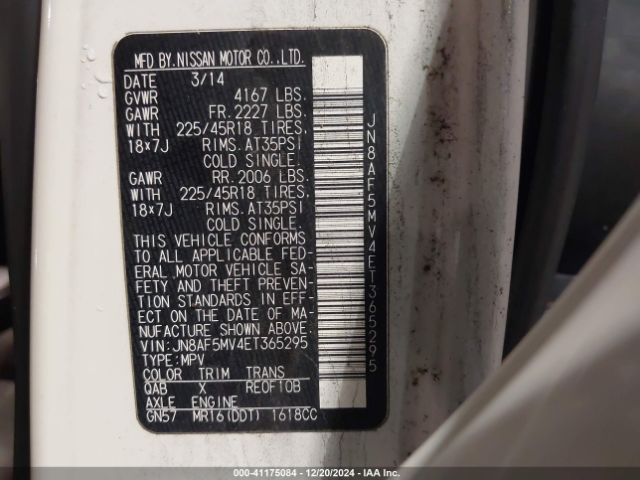 MFD BY.NISSAN MOTOR CO.,LTD.
DATE 3/14
GVWR 4167 LBS.
GAWR FR. 2227 LBS.
WITH 225/45R18 TIRES,
18x7J RIMS. AT35PSI
COLD SINGLE.
GAWR RR. 2006 LBS.
WITH 225/45R18 TIRES,
18x7J RIMS. AT35PSI
COLD SINGLE.
THIS VEHICLE CONFORMS
TO ALL APPLICABLE FED-
ERAL MOTOR VEHICLE SA-
FETY AND THEFT PREVEN-
TION STANDARDS IN EFF-
ECT ON THE DATE OF MA-
NUFACTURE SHOWN ABOVE.
VIN: JN8AF5MV4ET365295
TYPE:MPV
COLOR TRIM TRANS
QAB X RE0F10B
AXLE ENGINE
GN57 MR16(DDT) 1618CC
JN8AF5MV4ET365295
000-41175084 - 12/20/2024 - IAA Inc.